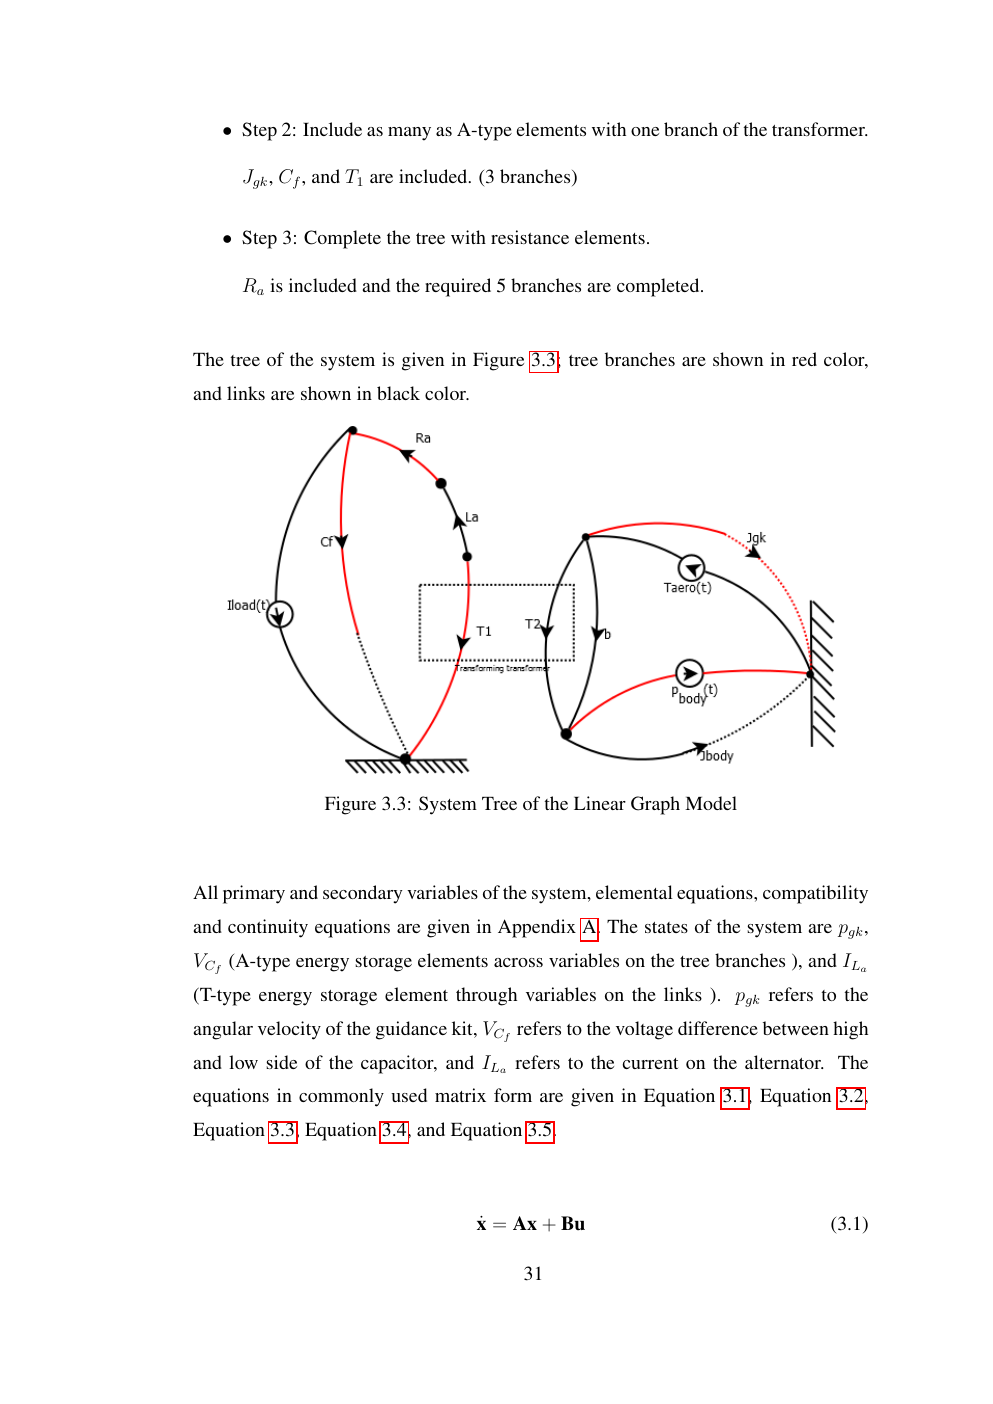 • Step 2: Include as many as A-type elements with one branch of the transformer.
J_gk, C_f, and T_1 are included. (3 branches)
• Step 3: Complete the tree with resistance elements.
R_a is included and the required 5 branches are completed.
The tree of the system is given in Figure 3.3; tree branches are shown in red color,
and links are shown in black color.
Ra
La
Cf
Jgk
Taero(t)
Iload(t)
T1
T2
b
Transforming transformer
Pbody(t)
Jbody
Figure 3.3: System Tree of the Linear Graph Model
All primary and secondary variables of the system, elemental equations, compatibility
and continuity equations are given in Appendix A. The states of the system are p_gk,
V_{C_f} (A-type energy storage elements across variables on the tree branches ), and I_{L_a}
(T-type energy storage element through variables on the links ). p_gk refers to the
angular velocity of the guidance kit, V_{C_f} refers to the voltage difference between high
and low side of the capacitor, and I_{L_a} refers to the current on the alternator. The
equations in commonly used matrix form are given in Equation 3.1, Equation 3.2,
Equation 3.3, Equation 3.4, and Equation 3.5.
ẋ = Ax + Bu (3.1)
31